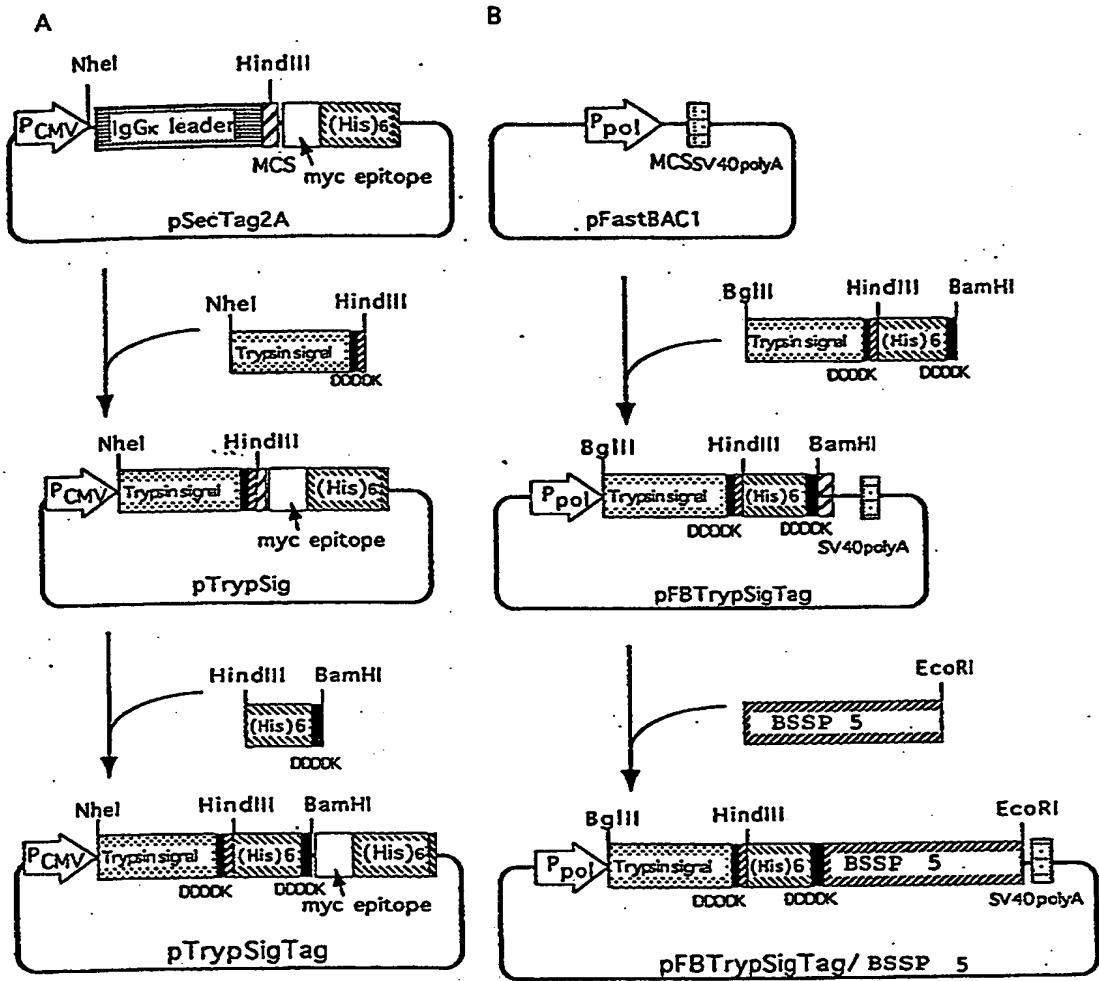 A
NheI
HindIII
PCMV
IgGκ leader
(His)6
MCS
myc epitope
pSecTag2A
NheI
HindIII
Trypsin signal
DDDDK
NheI
HindIII
PCMV
Trypsin signal
(His)6
myc epitope
pTrypSig
HindIII
BamHI
(His)6
DDDDK
NheI
HindIII
BamHI
PCMV
Trypsin signal
(His)6
(His)6
DDDDK
DDDDK
myc epitope
pTrypSigTag
B
Ppol
MCS
SV40polyA
pFastBAC1
BglII
HindIII
BamHI
Trypsin signal
(His)6
DDDDK
DDDDK
BglII
HindIII
BamHI
Ppol
Trypsin signal
(His)6
DDDDK
DDDDK
SV40polyA
pFBTrypSigTag
EcoRI
BSSP 5
BglII
HindIII
EcoRI
Ppol
Trypsin signal
(His)6
BSSP 5
DDDDK
DDDDK
SV40polyA
pFBTrypSigTag/ BSSP 5